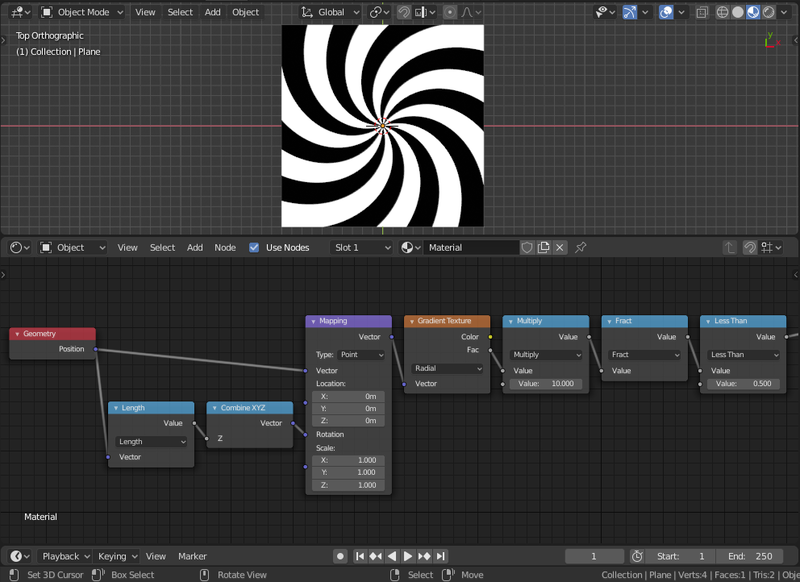 Object Mode View Select Add Object Global
Top Orthographic
(1) Collection | Plane
Y
X
Object View Select Add Node Use Nodes Slot 1 Material
Geometry
Position
Length
Value
Length
Vector
Combine XYZ
Vector
Z
Mapping
Vector
Type: Point
Vector
Location:
X: 0m
Y: 0m
Z: 0m
Rotation
Scale:
X: 1.000
Y: 1.000
Z: 1.000
Gradient Texture
Color
Fac
Radial
Vector
Multiply
Value
Multiply
Value
Value: 10.000
Fract
Value
Fract
Value
Less Than
Value
Less Than
Value
Value: 0.500
Material
Playback Keying View Marker 1 Start: 1 End: 250
Set 3D Cursor Box Select Rotate View Select Move Collection | Plane | Verts:4 | Faces:1 | Tris:2 | Obje